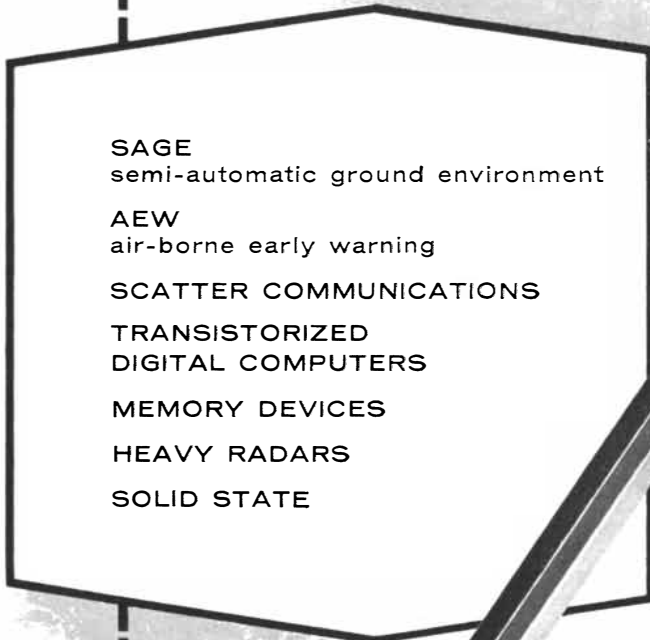 SAGE
semi-automatic ground environment
AEW
air-borne early warning
SCATTER COMMUNICATIONS
TRANSISTORIZED
DIGITAL COMPUTERS
MEMORY DEVICES
HEAVY RADARS
SOLID STATE